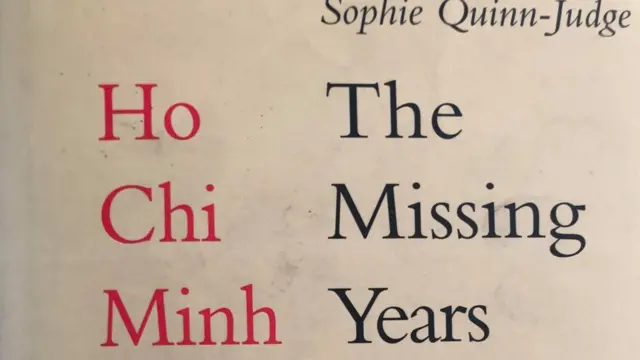 Sophie Quinn-Judge
Ho The
Chi Missing
Minh Years